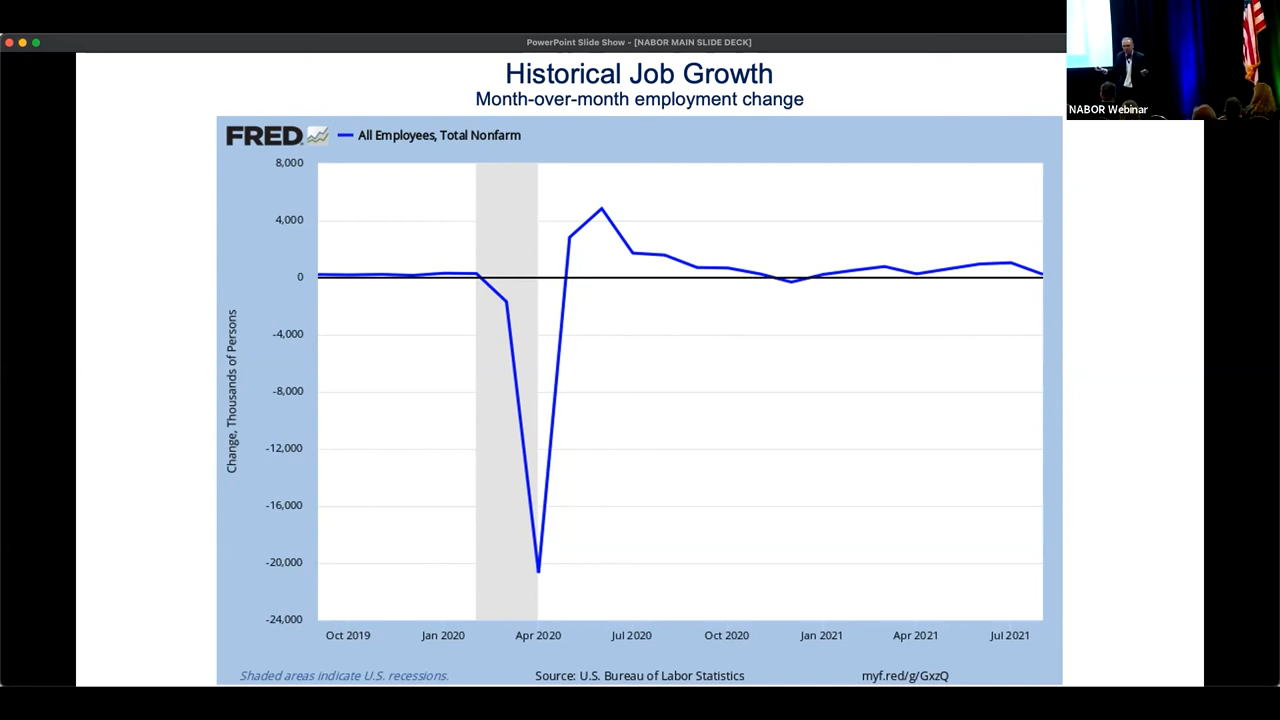 PowerPoint Slide Show - [NABOR MAIN SLIDE DECK]
NABOR Webinar
Historical Job Growth
Month-over-month employment change
FRED
All Employees, Total Nonfarm
8,000
4,000
0
-4,000
-8,000
-12,000
-16,000
-20,000
-24,000
Change, Thousands of Persons
Oct 2019 Jan 2020 Apr 2020 Jul 2020 Oct 2020 Jan 2021 Apr 2021 Jul 2021
Shaded areas indicate U.S. recessions. Source: U.S. Bureau of Labor Statistics myf.red/g/GxzQ